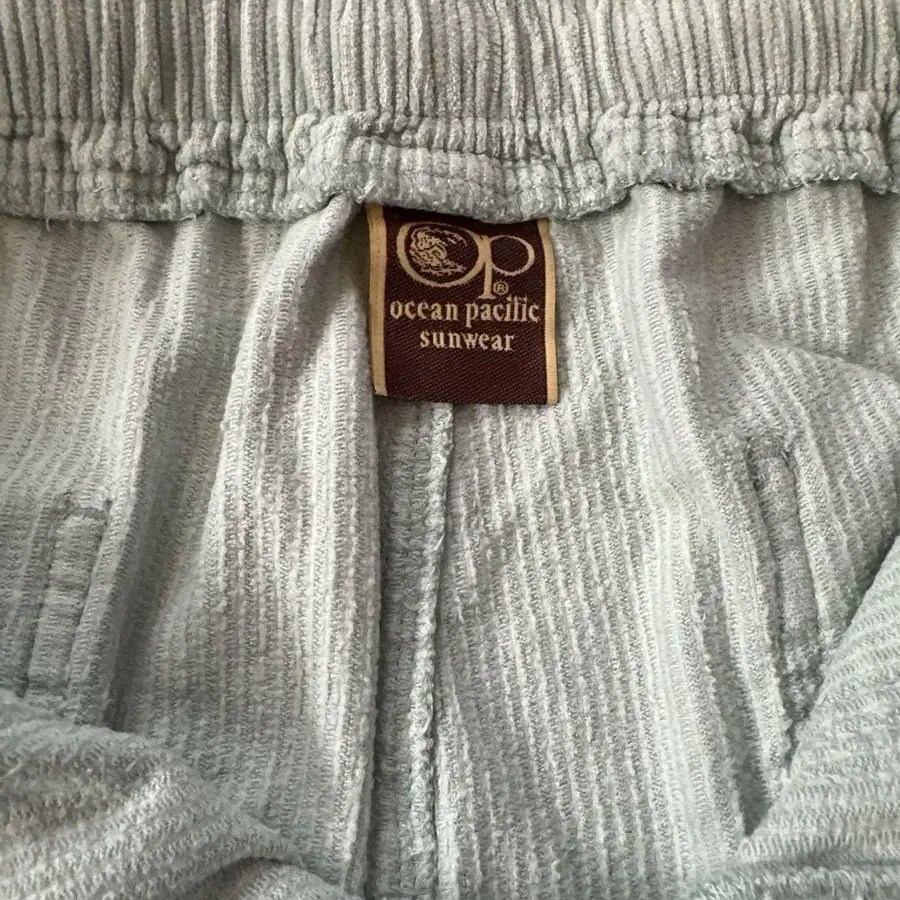 Op®
ocean pacific
sunwear